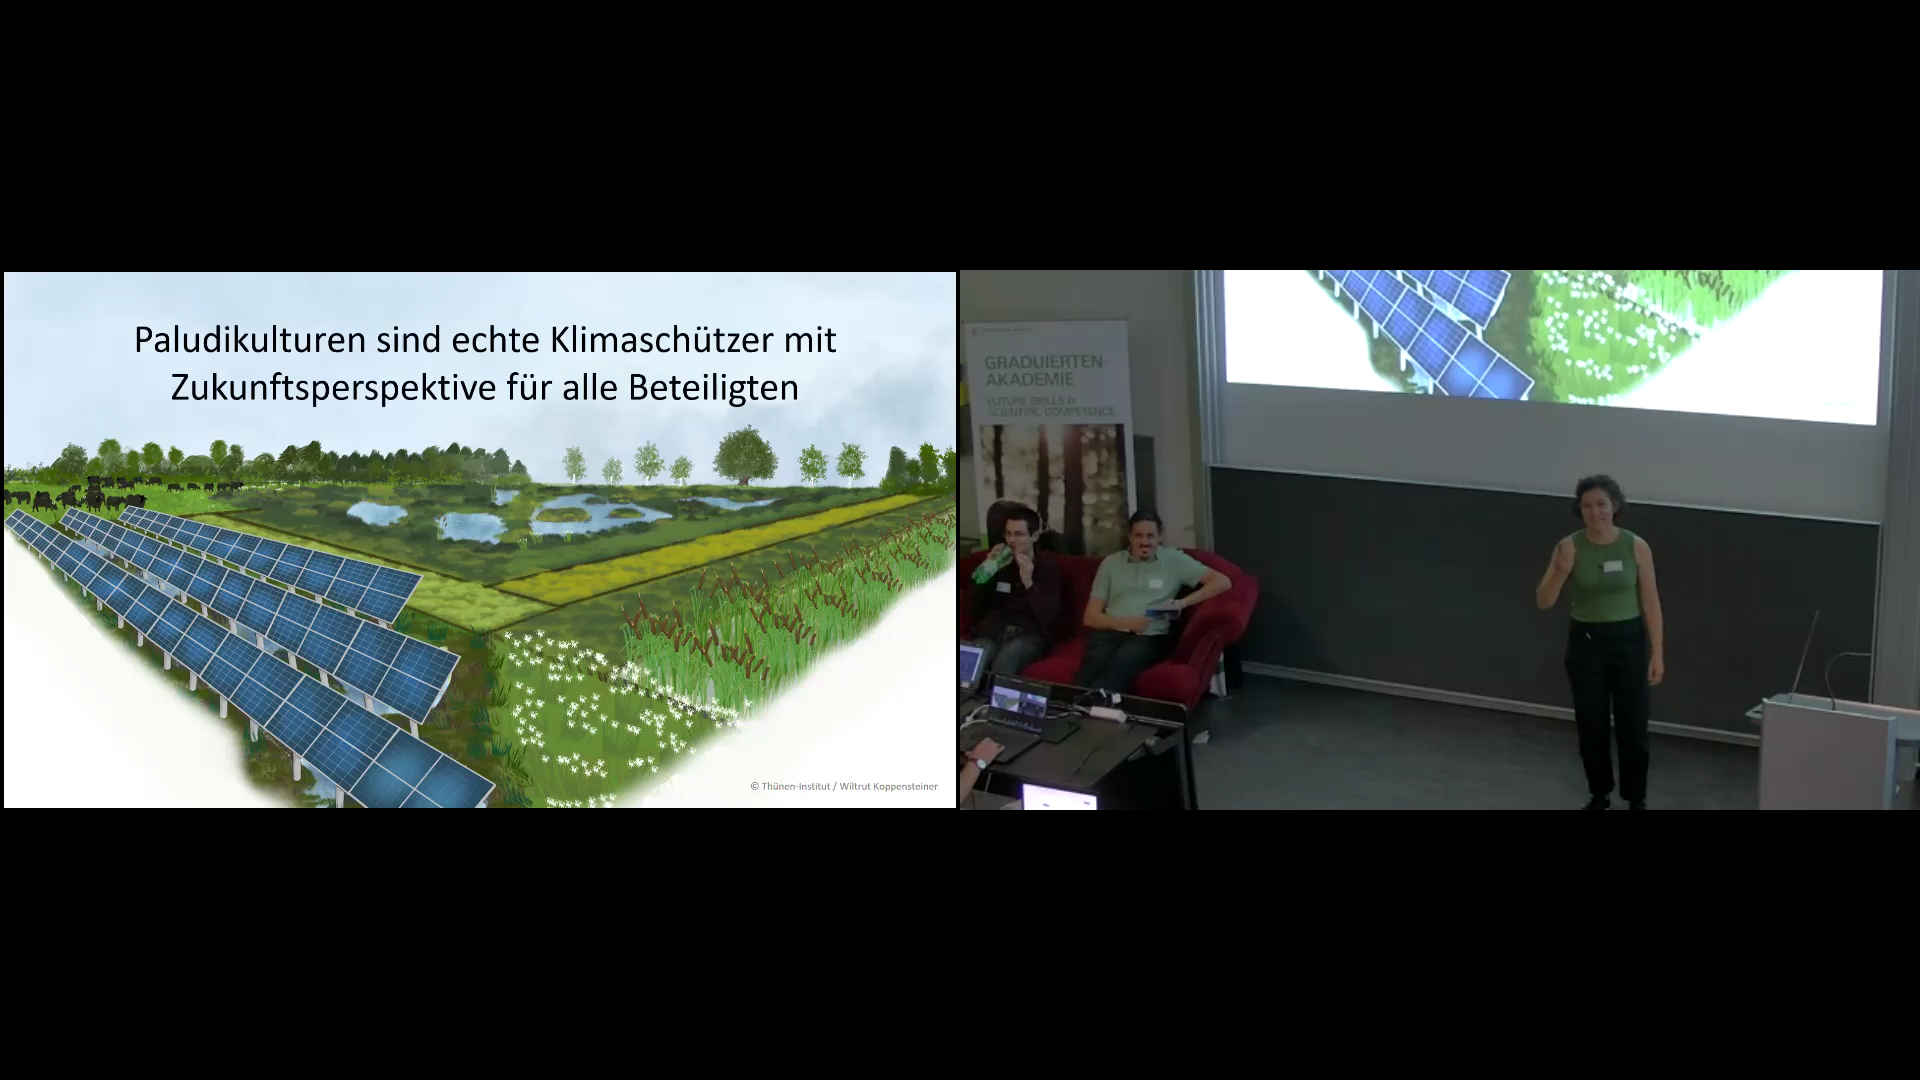 Paludikulturen sind echte Klimaschützer mit
Zukunftsperspektive für alle Beteiligten
© Thünen-Institut / Wiltrut Koppensteiner
GRADUIERTEN-
AKADEMIE
FUTURE SKILLS &
SCIENTIFIC COMPETENCE